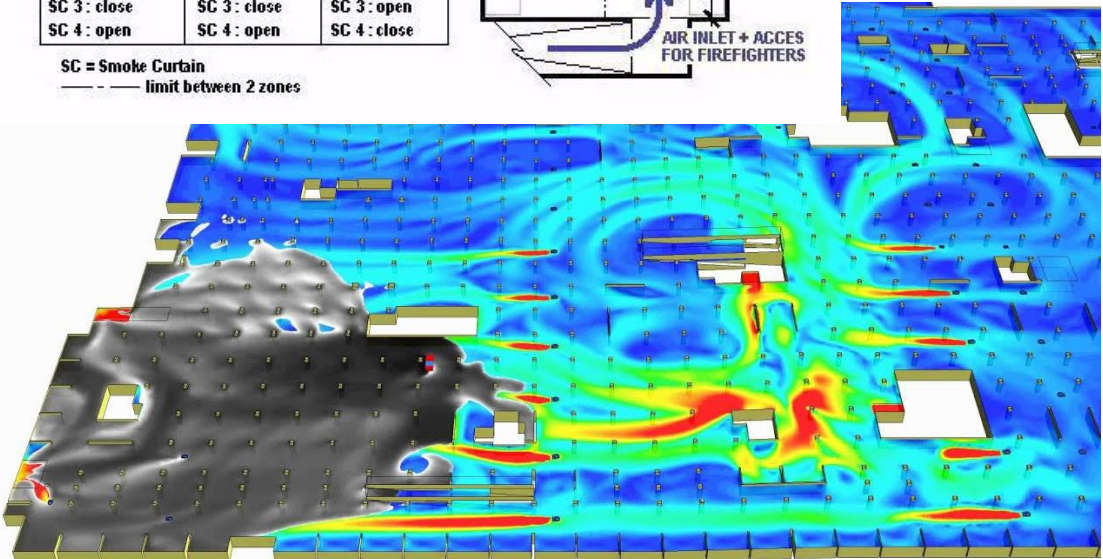 SC 3 : close SC 3 : close SC 3 : open
SC 4 : open SC 4 : open SC 4 : close
SC = Smoke Curtain
limit between 2 zones
AIR INLET + ACCES
FOR FIREFIGHTERS